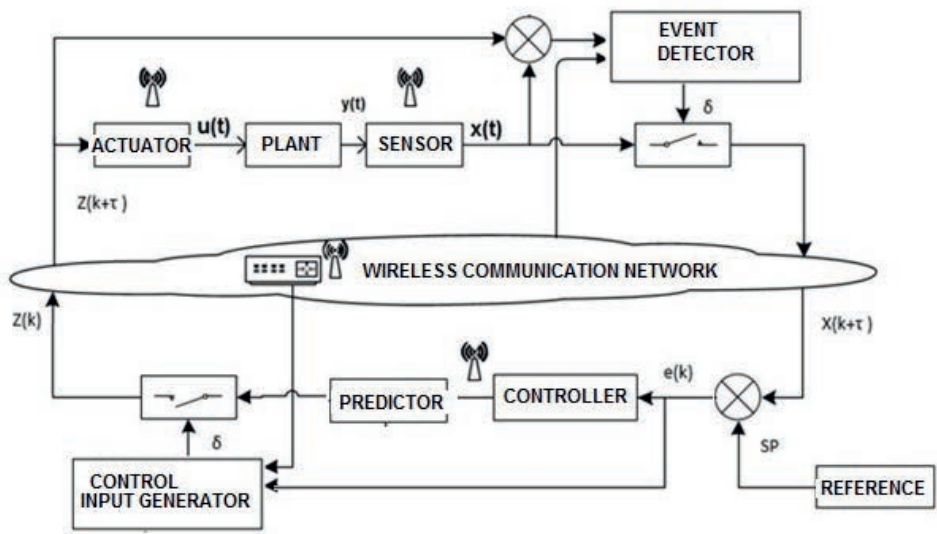 EVENT
DETECTOR
δ
u(t)
y(t)
x(t)
ACTUATOR
PLANT
SENSOR
Z(k+τ )
WIRELESS COMMUNICATION NETWORK
Z(k)
X(k+τ )
e(k)
PREDICTOR
CONTROLLER
δ
SP
CONTROL
INPUT GENERATOR
REFERENCE